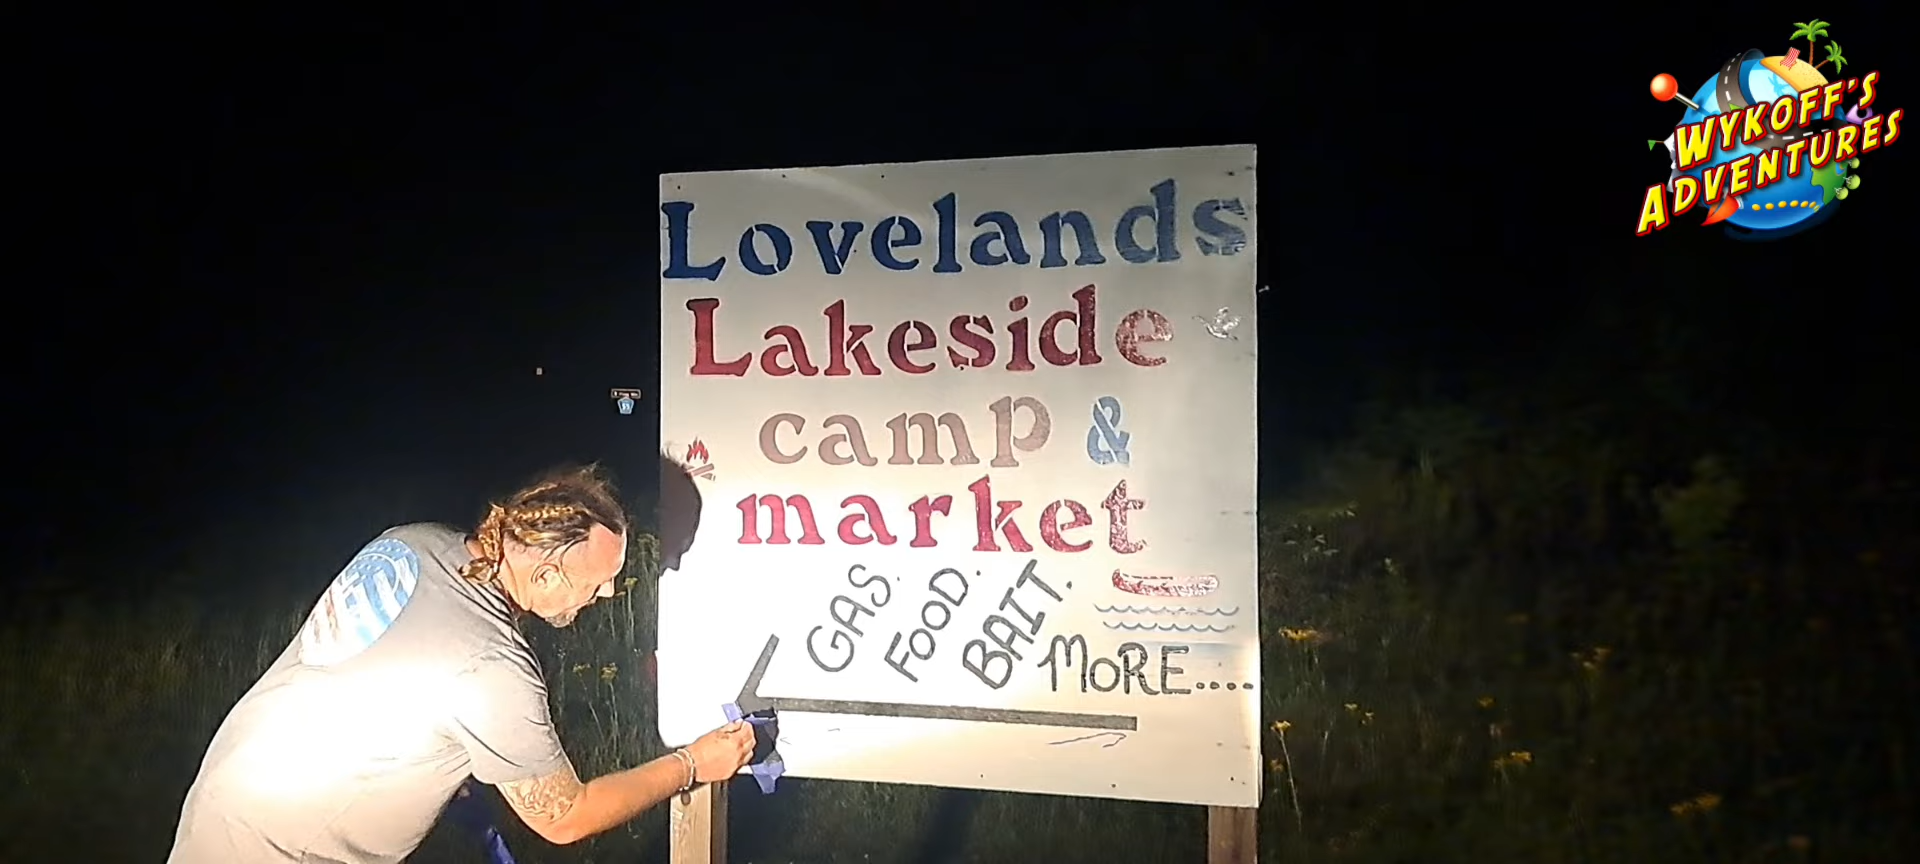 Lovelands
Lakeside
camp &
market
GAS. FOOD. BAIT. MORE....
WYKOFF'S
ADVENTURES